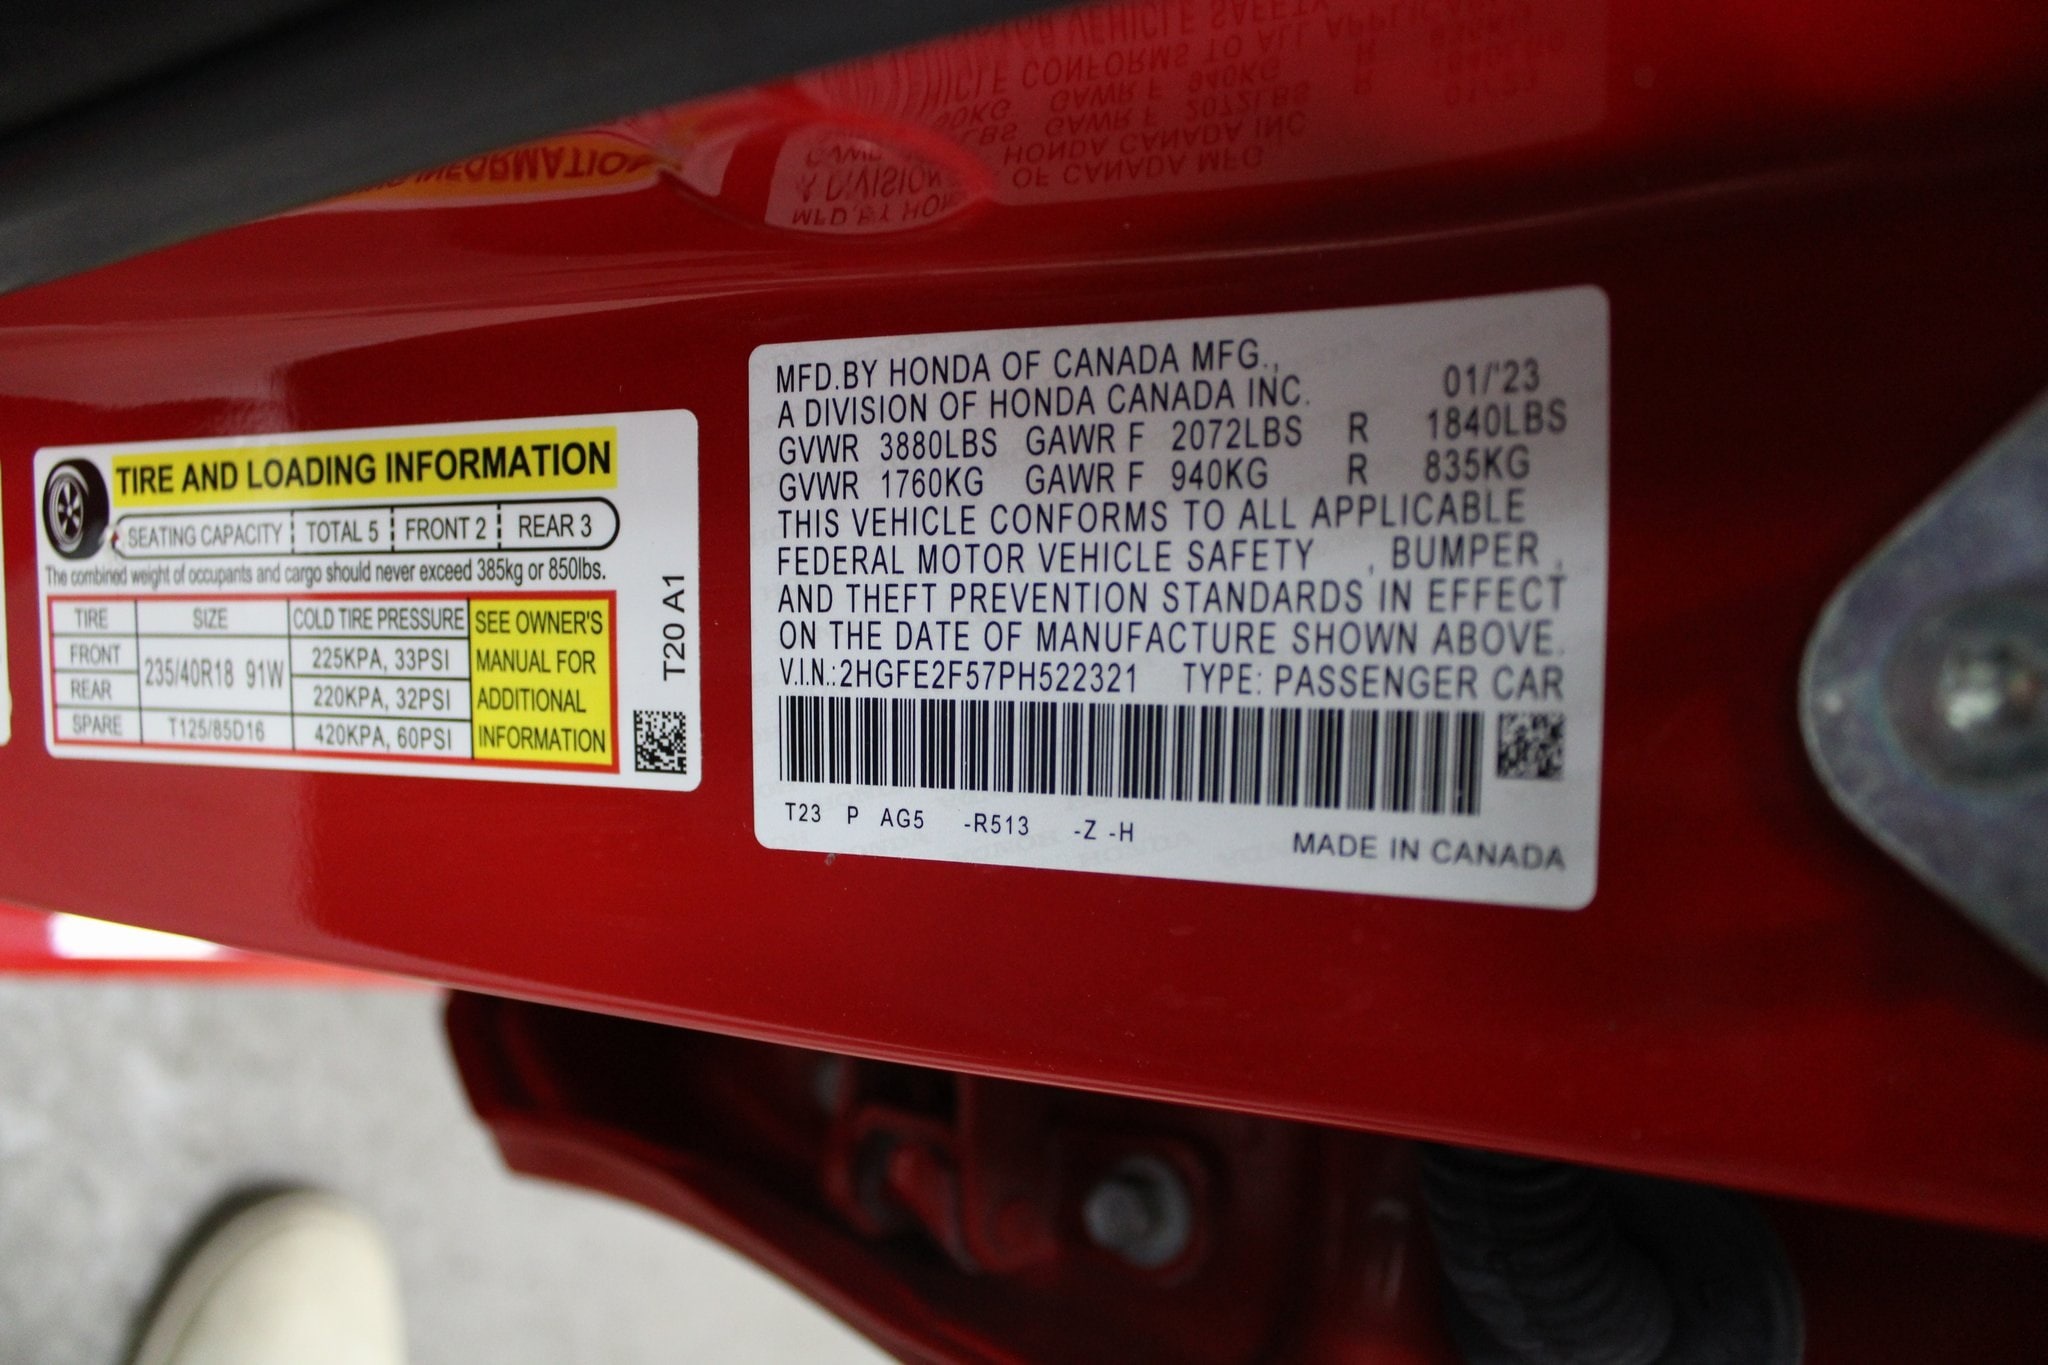 TIRE AND LOADING INFORMATION
SEATING CAPACITY TOTAL 5 FRONT 2 REAR 3
The combined weight of occupants and cargo should never exceed 385kg or 850lbs.
TIRE SIZE COLD TIRE PRESSURE
FRONT 235/40R18 91W 225KPA, 33PSI
REAR 220KPA, 32PSI
SPARE T125/85D16 420KPA, 60PSI
SEE OWNER'S
MANUAL FOR
ADDITIONAL
INFORMATION
T20 A1
MFD.BY HONDA OF CANADA MFG.,
A DIVISION OF HONDA CANADA INC. 01/'23
GVWR 3880LBS GAWR F 2072LBS R 1840LBS
GVWR 1760KG GAWR F 940KG R 835KG
THIS VEHICLE CONFORMS TO ALL APPLICABLE
FEDERAL MOTOR VEHICLE SAFETY , BUMPER ,
AND THEFT PREVENTION STANDARDS IN EFFECT
ON THE DATE OF MANUFACTURE SHOWN ABOVE.
V.I.N.:2HGFE2F57PH522321 TYPE: PASSENGER CAR
T23 P AG5 -R513 -Z -H
MADE IN CANADA